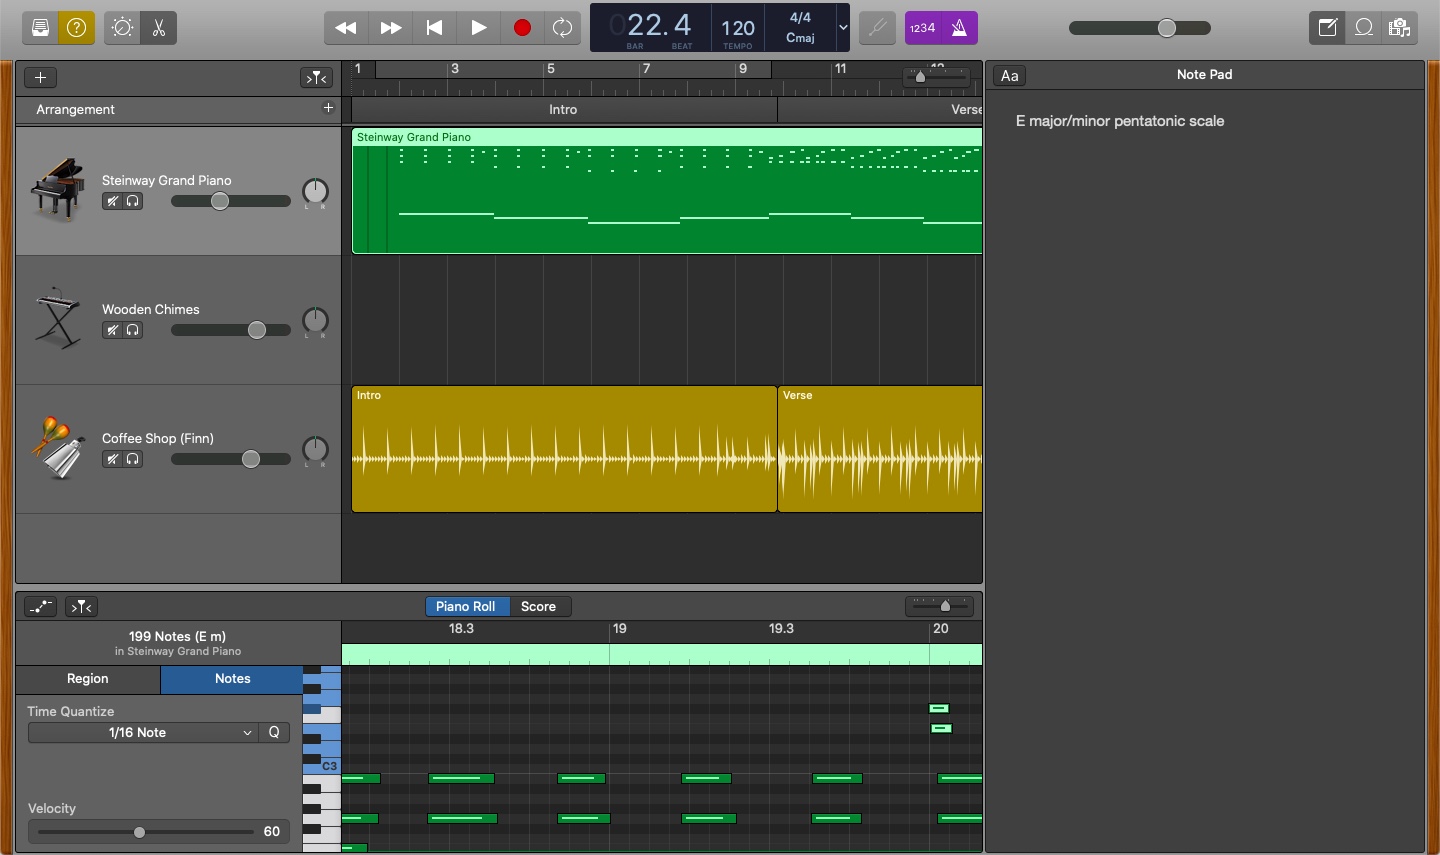 1234
022.4
BAR BEAT
120
TEMPO
4/4
Cmaj
1 3 5 7 9 11
Arrangement
Intro
Verse
Steinway Grand Piano
Steinway Grand Piano
L R
Wooden Chimes
L R
Intro
Verse
Coffee Shop (Finn)
L R
Aa
Note Pad
E major/minor pentatonic scale
Piano Roll
Score
199 Notes (E m)
in Steinway Grand Piano
18.3 19 19.3 20
Region
Notes
Time Quantize
1/16 Note
Q
C3
Velocity
60